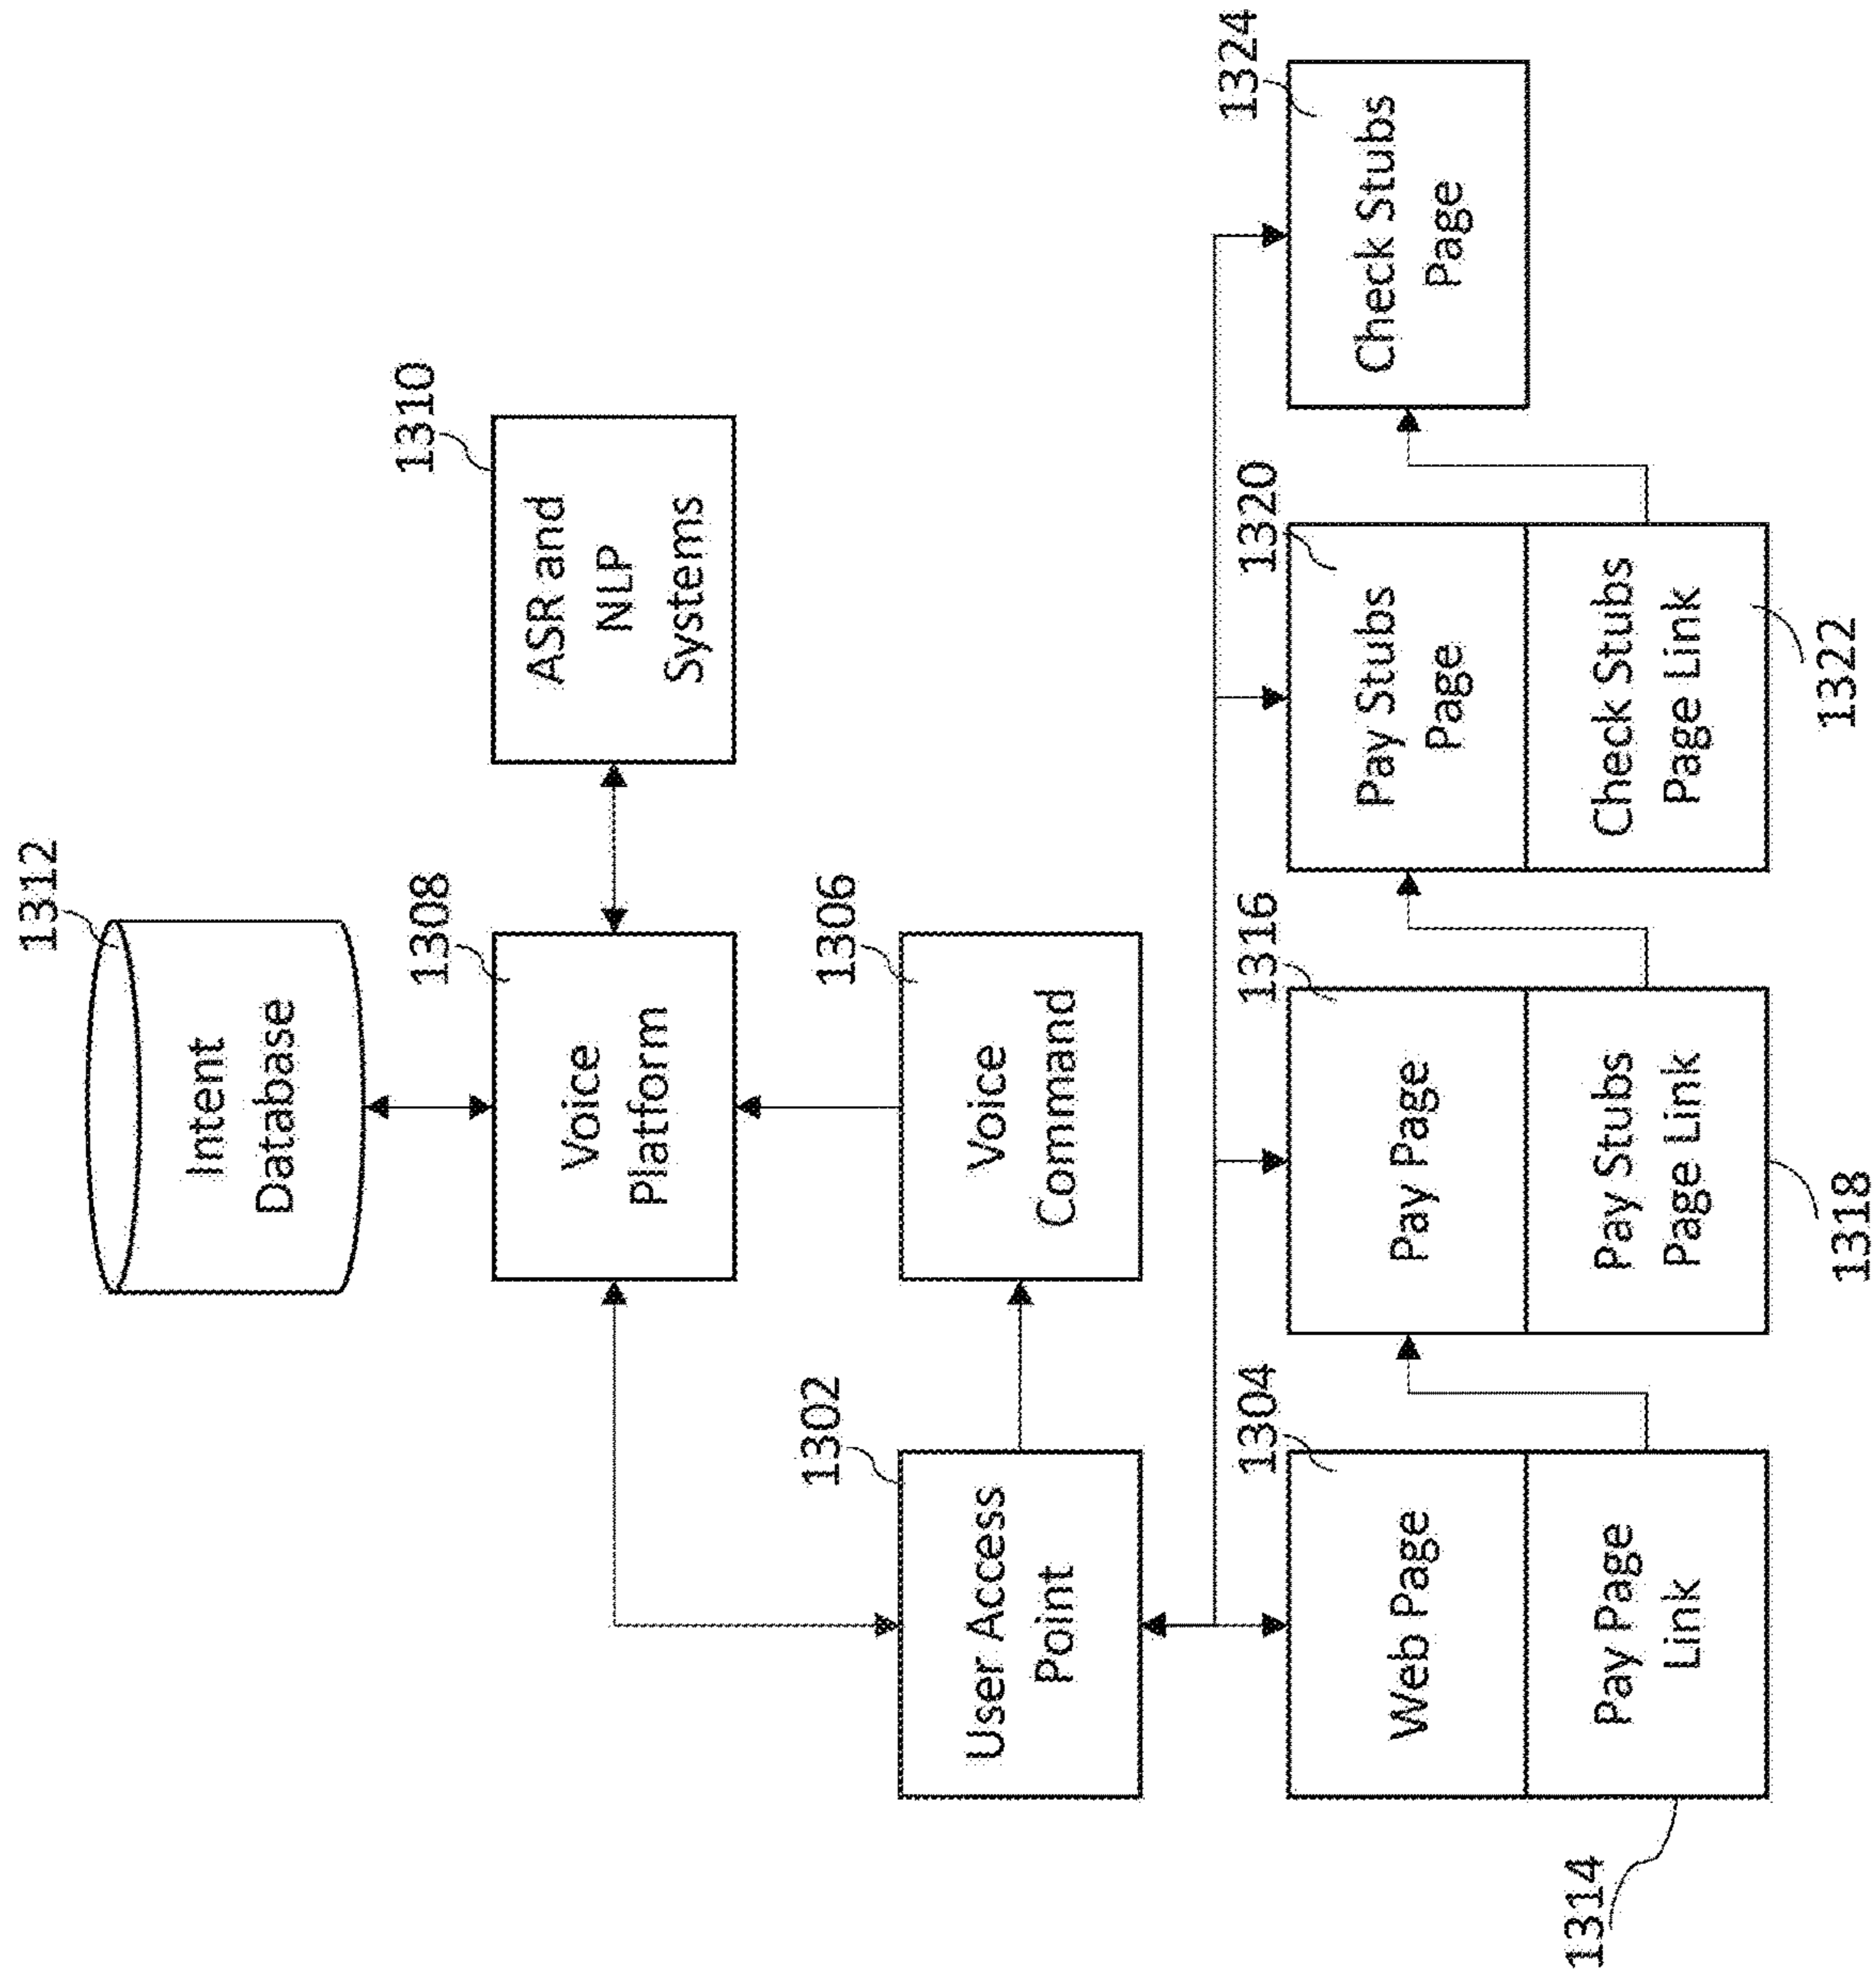 1312
Intent
Database
1308
Voice
Platform
1310
ASR and
NLP
Systems
1302
User Access
Point
1306
Voice
Command
1304
Web Page
Pay Page
Link
1314
1316
Pay Page
Pay Stubs
Page Link
1318
1320
Pay Stubs
Page
Check Stubs
Page Link
1322
1324
Check Stubs
Page